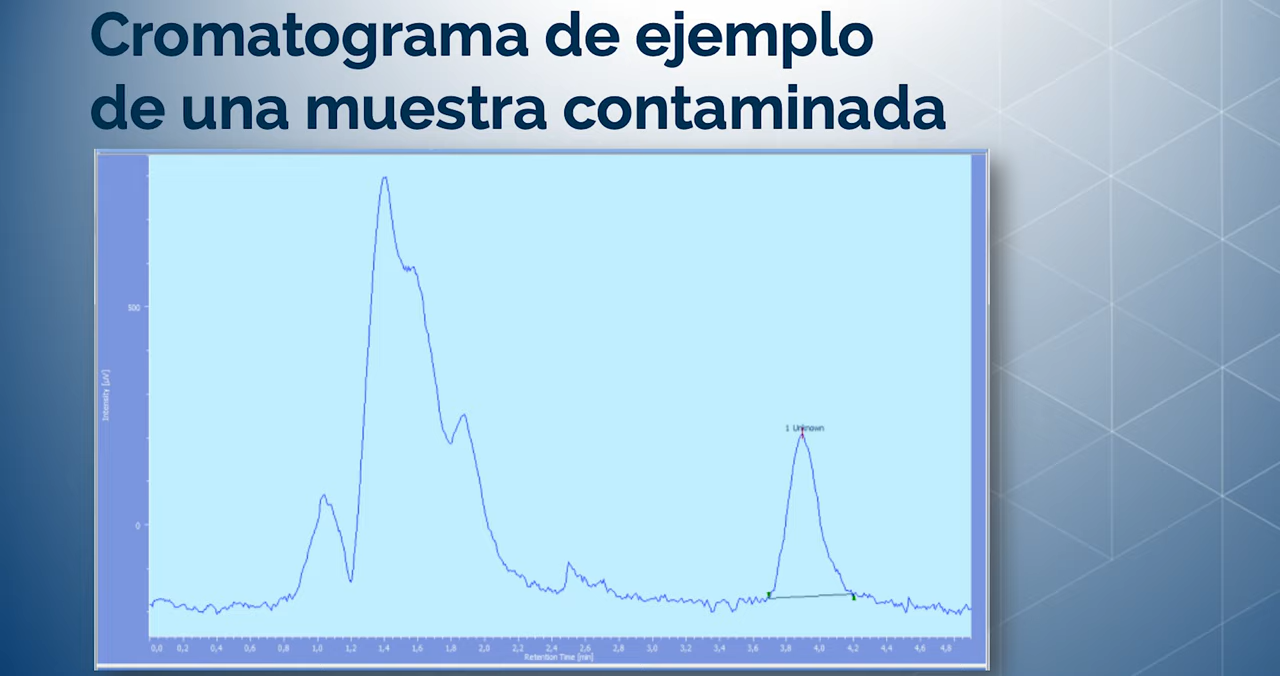 Cromatograma de ejemplo
de una muestra contaminada
500
Intensity [µV]
1 Unknown
0
0,0 0,2 0,4 0,6 0,8 1,0 1,2 1,4 1,6 1,8 2,0 2,2 2,4 2,6 2,8 3,0 3,2 3,4 3,6 3,8 4,0 4,2 4,4 4,6 4,8
Retention Time [min]